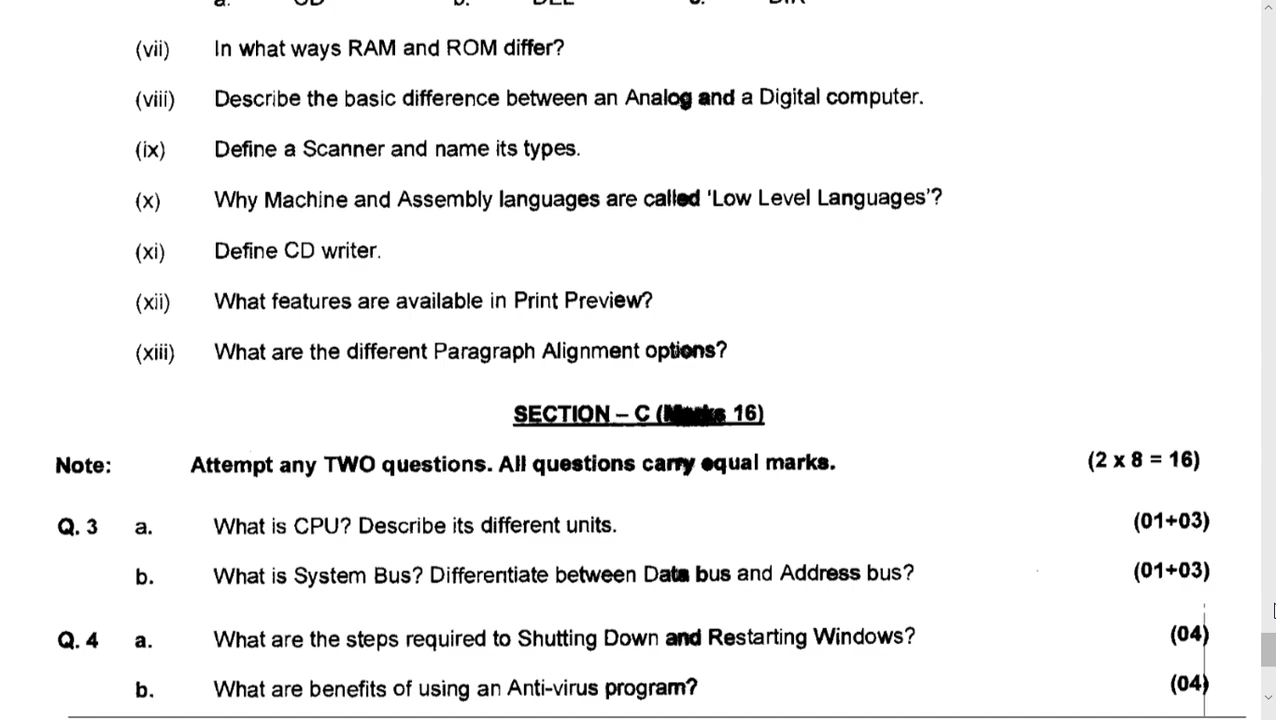 a. CD b. DEL c. DIR
(vii) In what ways RAM and ROM differ?
(viii) Describe the basic difference between an Analog and a Digital computer.
(ix) Define a Scanner and name its types.
(x) Why Machine and Assembly languages are called 'Low Level Languages'?
(xi) Define CD writer.
(xii) What features are available in Print Preview?
(xiii) What are the different Paragraph Alignment options?
SECTION – C (Marks 16)
Note: Attempt any TWO questions. All questions carry equal marks. (2 x 8 = 16)
Q. 3 a. What is CPU? Describe its different units. (01+03)
b. What is System Bus? Differentiate between Data bus and Address bus? (01+03)
Q. 4 a. What are the steps required to Shutting Down and Restarting Windows? (04)
b. What are benefits of using an Anti-virus program? (04)